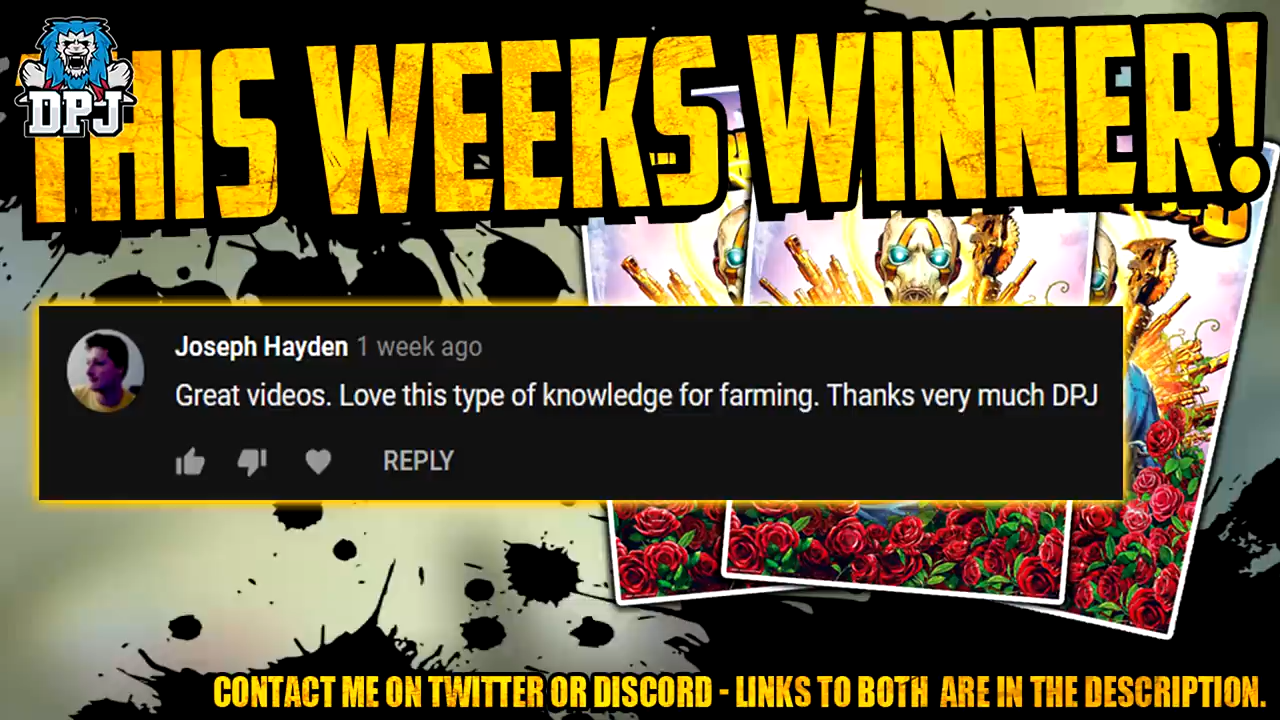 THIS WEEKS WINNER!
DPJ
Joseph Hayden 1 week ago
Great videos. Love this type of knowledge for farming. Thanks very much DPJ
REPLY
CONTACT ME ON TWITTER OR DISCORD - LINKS TO BOTH ARE IN THE DESCRIPTION.